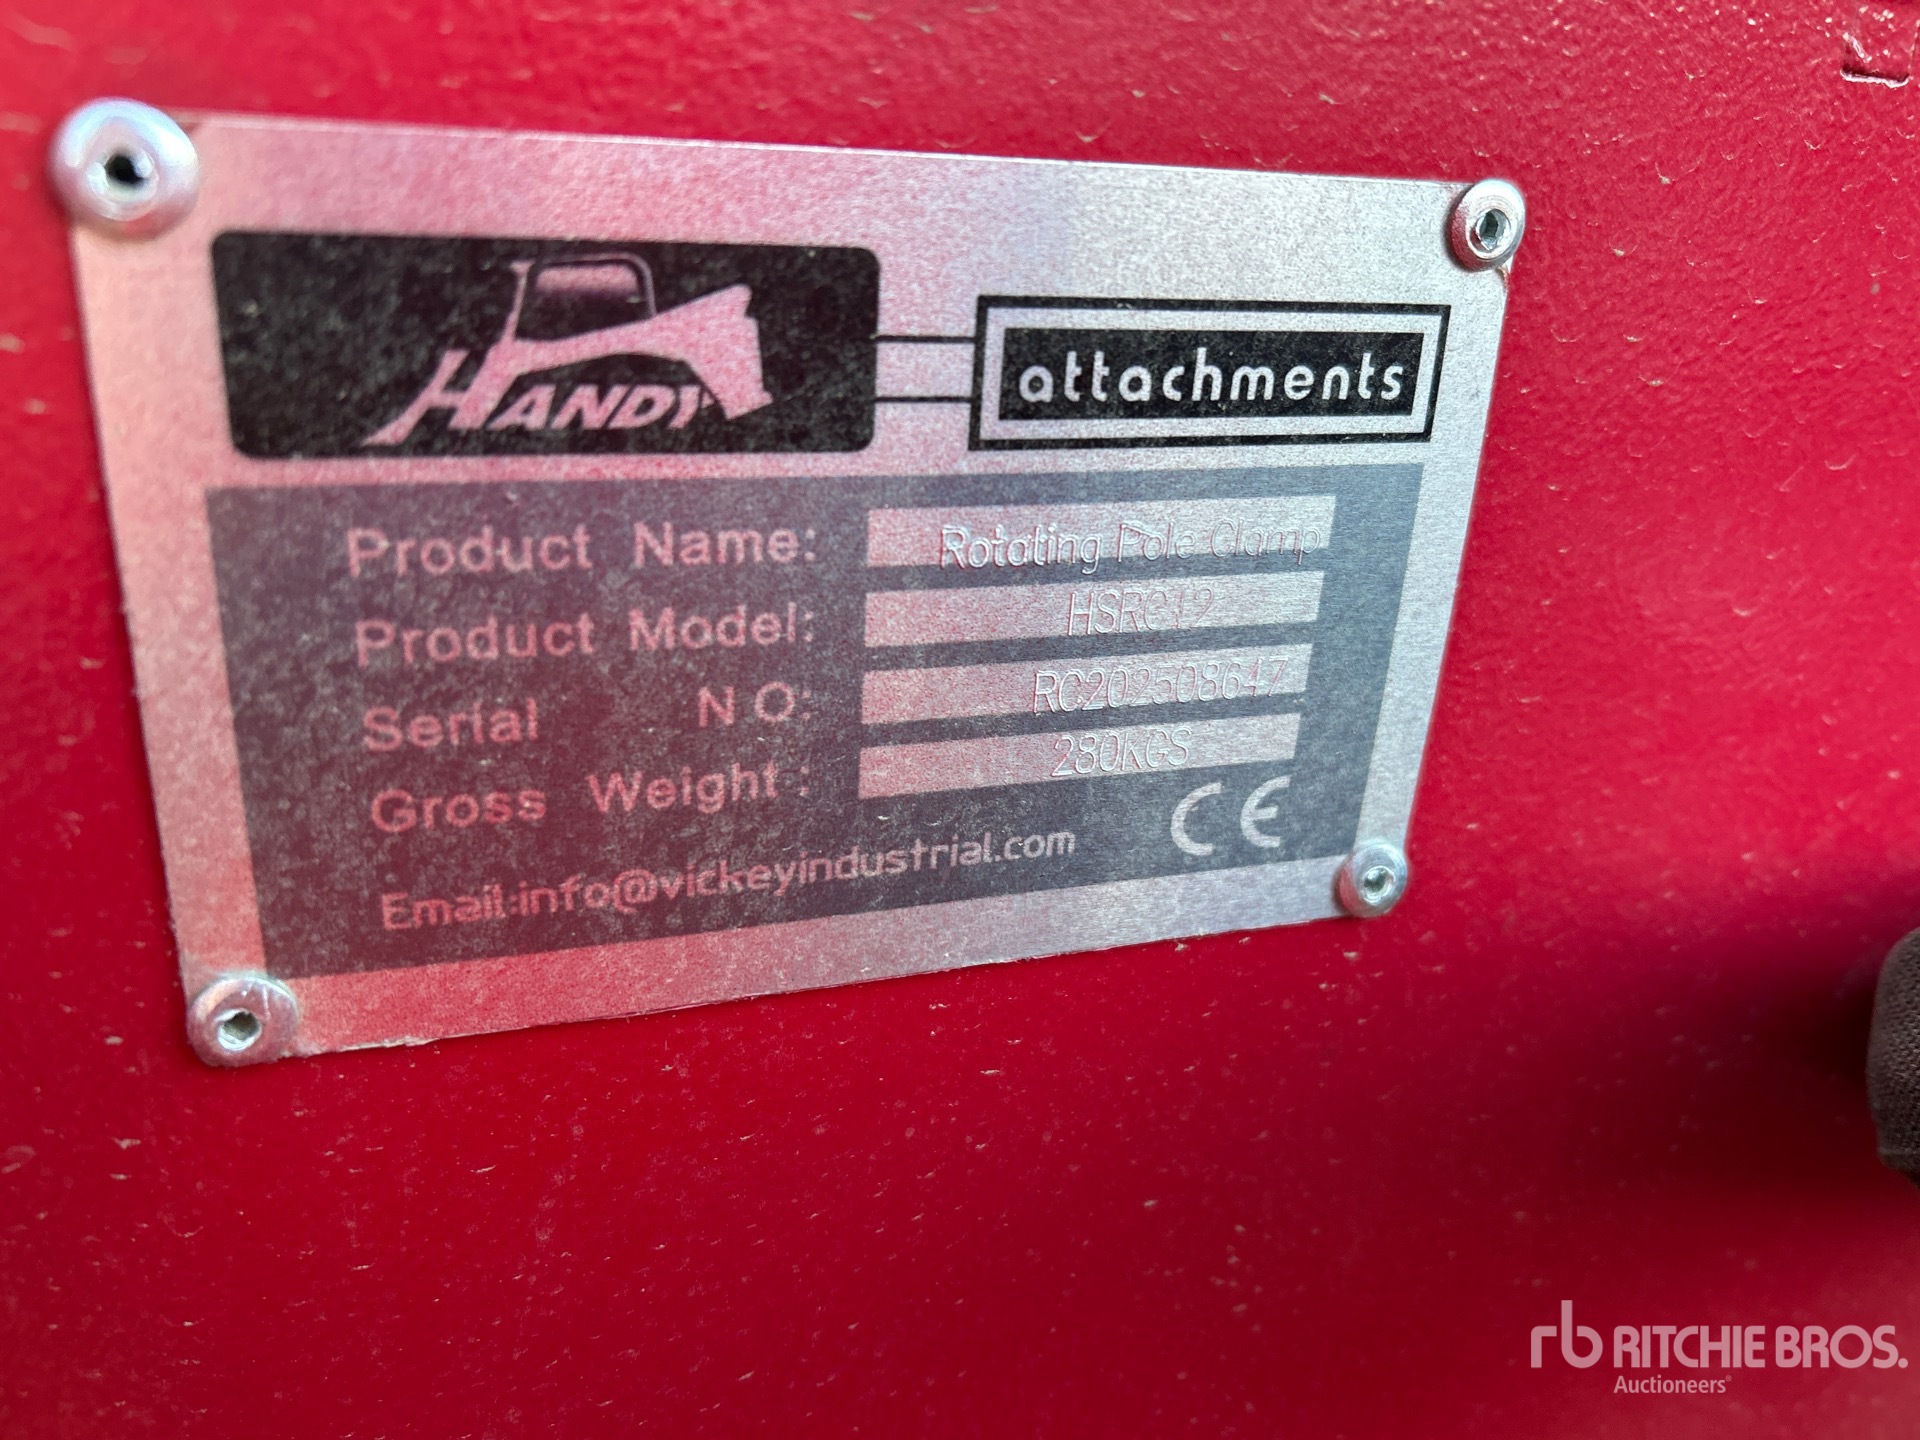 HANDY
attachments
Product Name: Rotating Pole Clamp
Product Model: HSRC12
Serial NO: RC202508647
Gross Weight: 280KGS
Email:info@vickeyindustrial.com
CE
rb RITCHIE BROS.
Auctioneers